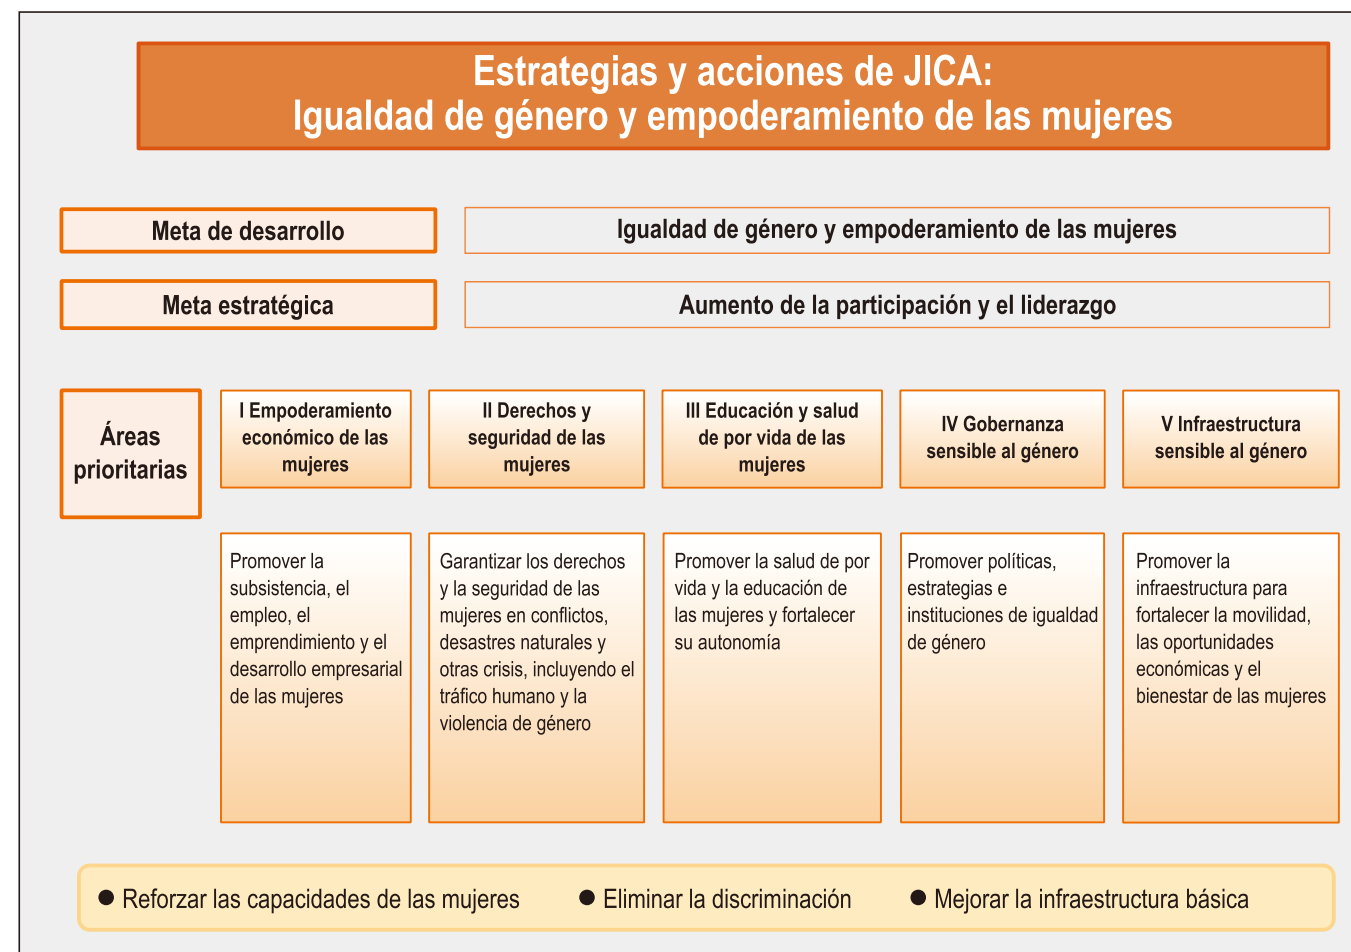 Estrategias y acciones de JICA:
Igualdad de género y empoderamiento de las mujeres
Meta de desarrollo
Igualdad de género y empoderamiento de las mujeres
Meta estratégica
Aumento de la participación y el liderazgo
Áreas
prioritarias
I Empoderamiento
económico de las
mujeres
II Derechos y
seguridad de las
mujeres
III Educación y salud
de por vida de las
mujeres
IV Gobernanza
sensible al género
V Infraestructura
sensible al género
Promover la
subsistencia, el
empleo, el
emprendimiento y el
desarrollo empresarial
de las mujeres
Garantizar los derechos
y la seguridad de las
mujeres en conflictos,
desastres naturales y
otras crisis, incluyendo el
tráfico humano y la
violencia de género
Promover la salud de por
vida y la educación de
las mujeres y fortalecer
su autonomía
Promover políticas,
estrategias e
instituciones de igualdad
de género
Promover la
infraestructura para
fortalecer la movilidad,
las oportunidades
económicas y el
bienestar de las mujeres
● Reforzar las capacidades de las mujeres
● Eliminar la discriminación
● Mejorar la infraestructura básica